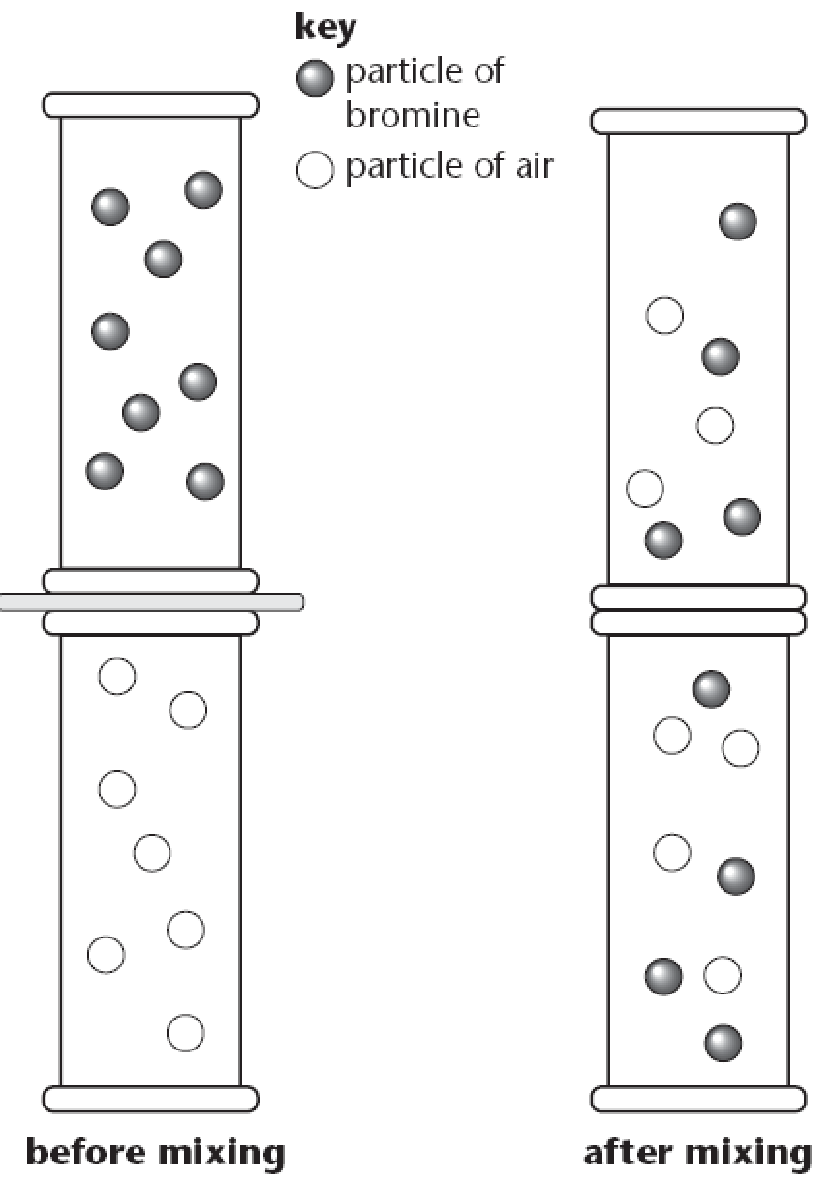 key
particle of
bromine
particle of air
before mixing
after mixing